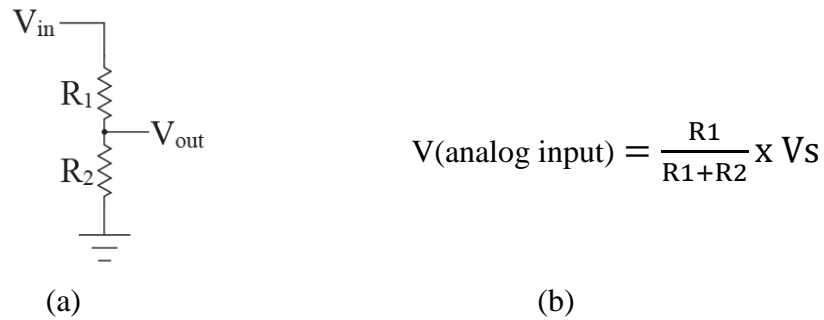 Vin
R1
Vout
R2
V(analog input) = R1/R1+R2 x Vs
(a)
(b)